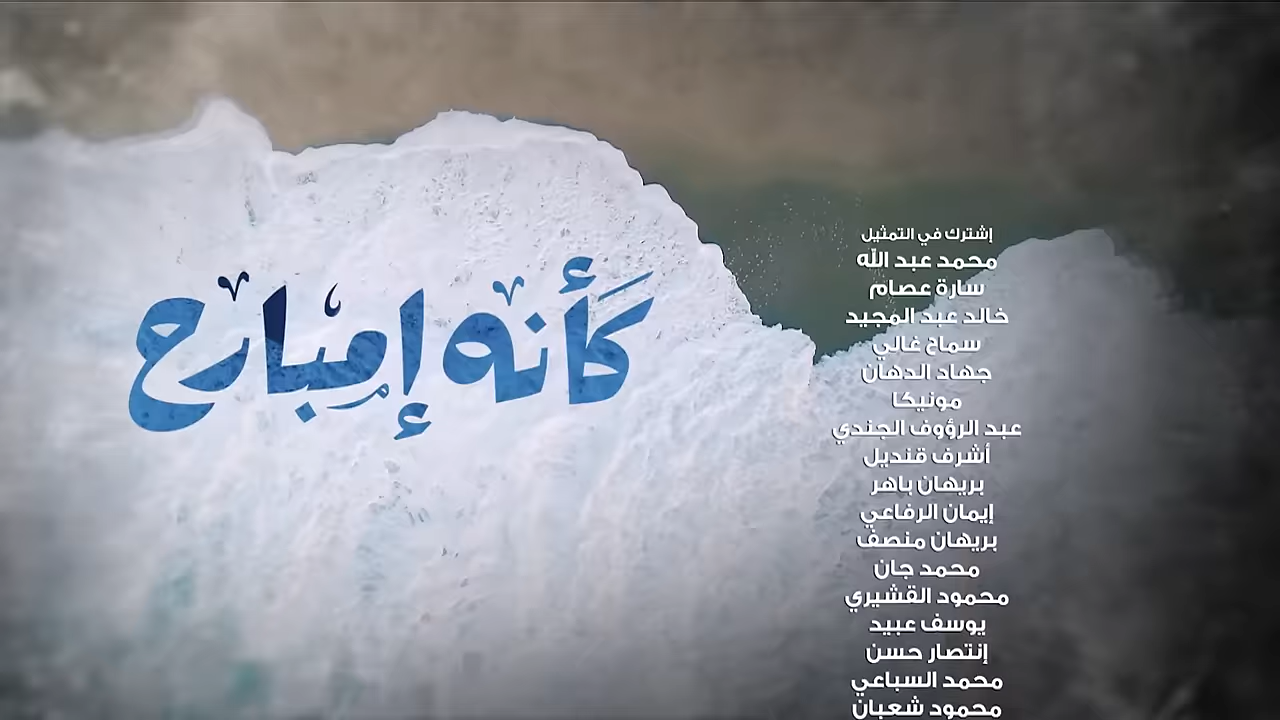 كأنه إمبارح
إشترك في التمثيل
محمد عبد الله
سارة عصام
خالد عبد المجيد
سماح غالي
جهاد الدهان
مونيكا
عبد الرؤوف الجندي
أشرف قنديل
بريهان باهر
إيمان الرفاعي
بريهان منصف
محمد جان
محمود القشيري
يوسف عبيد
إنتصار حسن
محمد السباعي
محمود شعبان